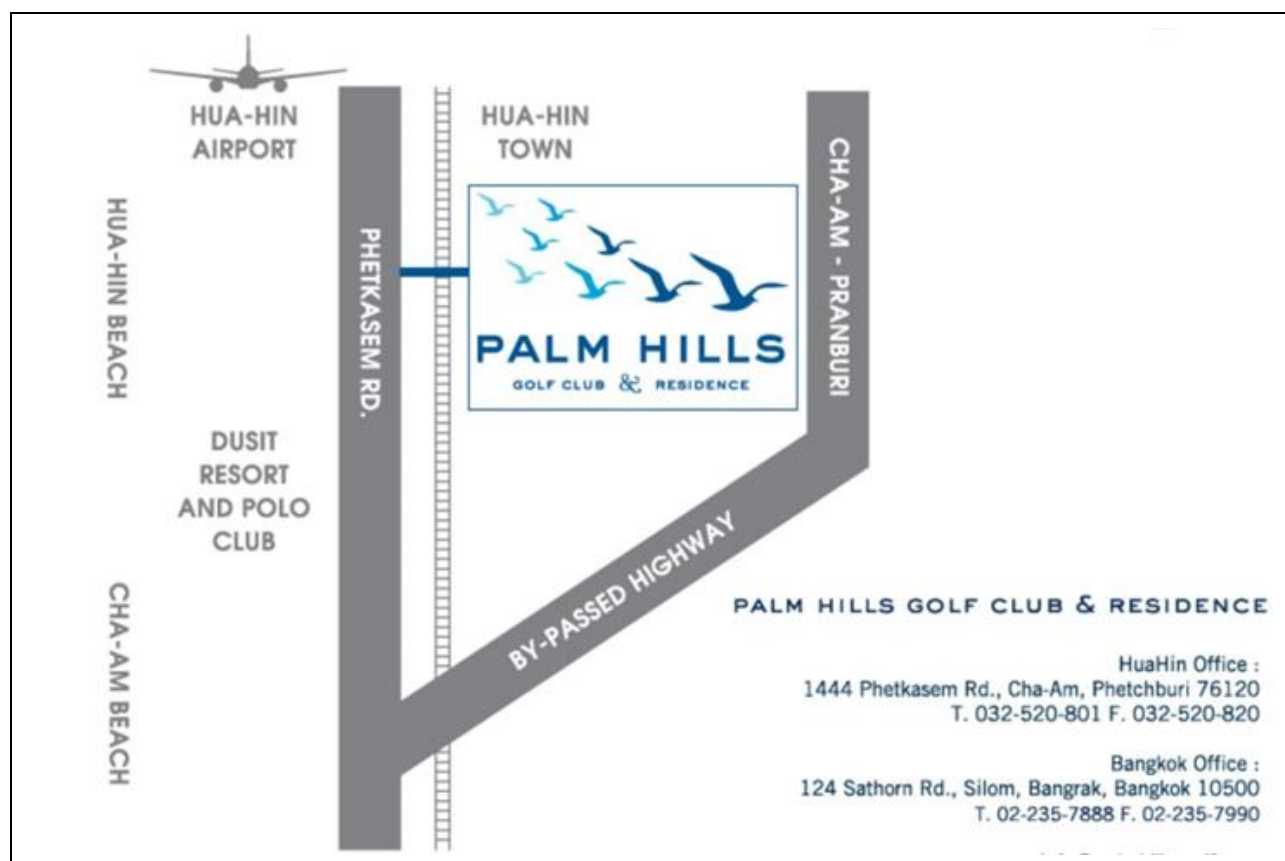 HUA-HIN
AIRPORT
HUA-HIN
TOWN
HUA-HIN BEACH
PHETKASEM RD.
CHA-AM - PRANBURI
PALM HILLS
GOLF CLUB & RESIDENCE
DUSIT
RESORT
AND POLO
CLUB
BY-PASSED HIGHWAY
CHA-AM BEACH
PALM HILLS GOLF CLUB & RESIDENCE
HuaHin Office :
1444 Phetkasem Rd., Cha-Am, Phetchburi 76120
T. 032-520-801 F. 032-520-820
Bangkok Office :
124 Sathorn Rd., Silom, Bangrak, Bangkok 10500
T. 02-235-7888 F. 02-235-7990